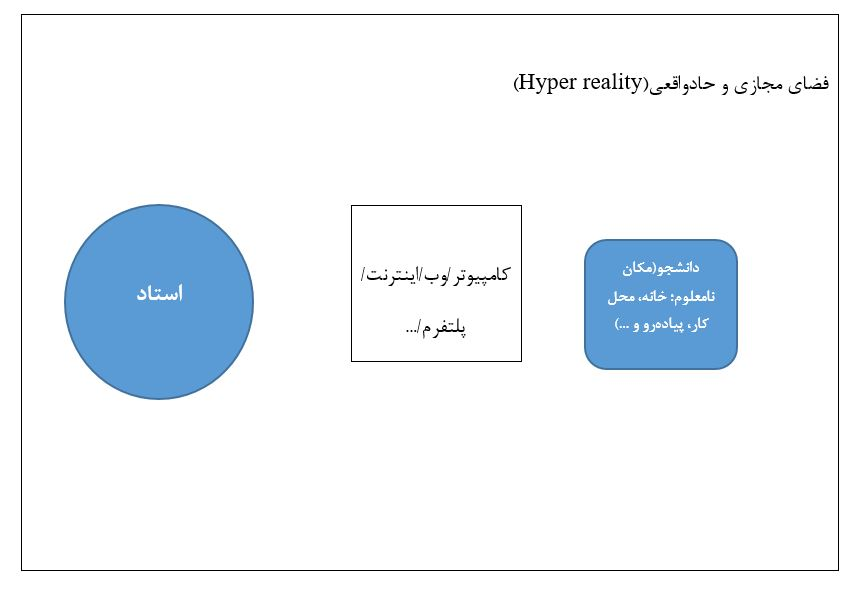 فضای مجازی و حادواقعی(Hyper reality)
دانشجو(مکان
نامعلوم؛ خانه، محل
کار، پیاده‌رو و ...)
کامپیوتر/وب/اینترنت/
پلتفرم/...
استاد